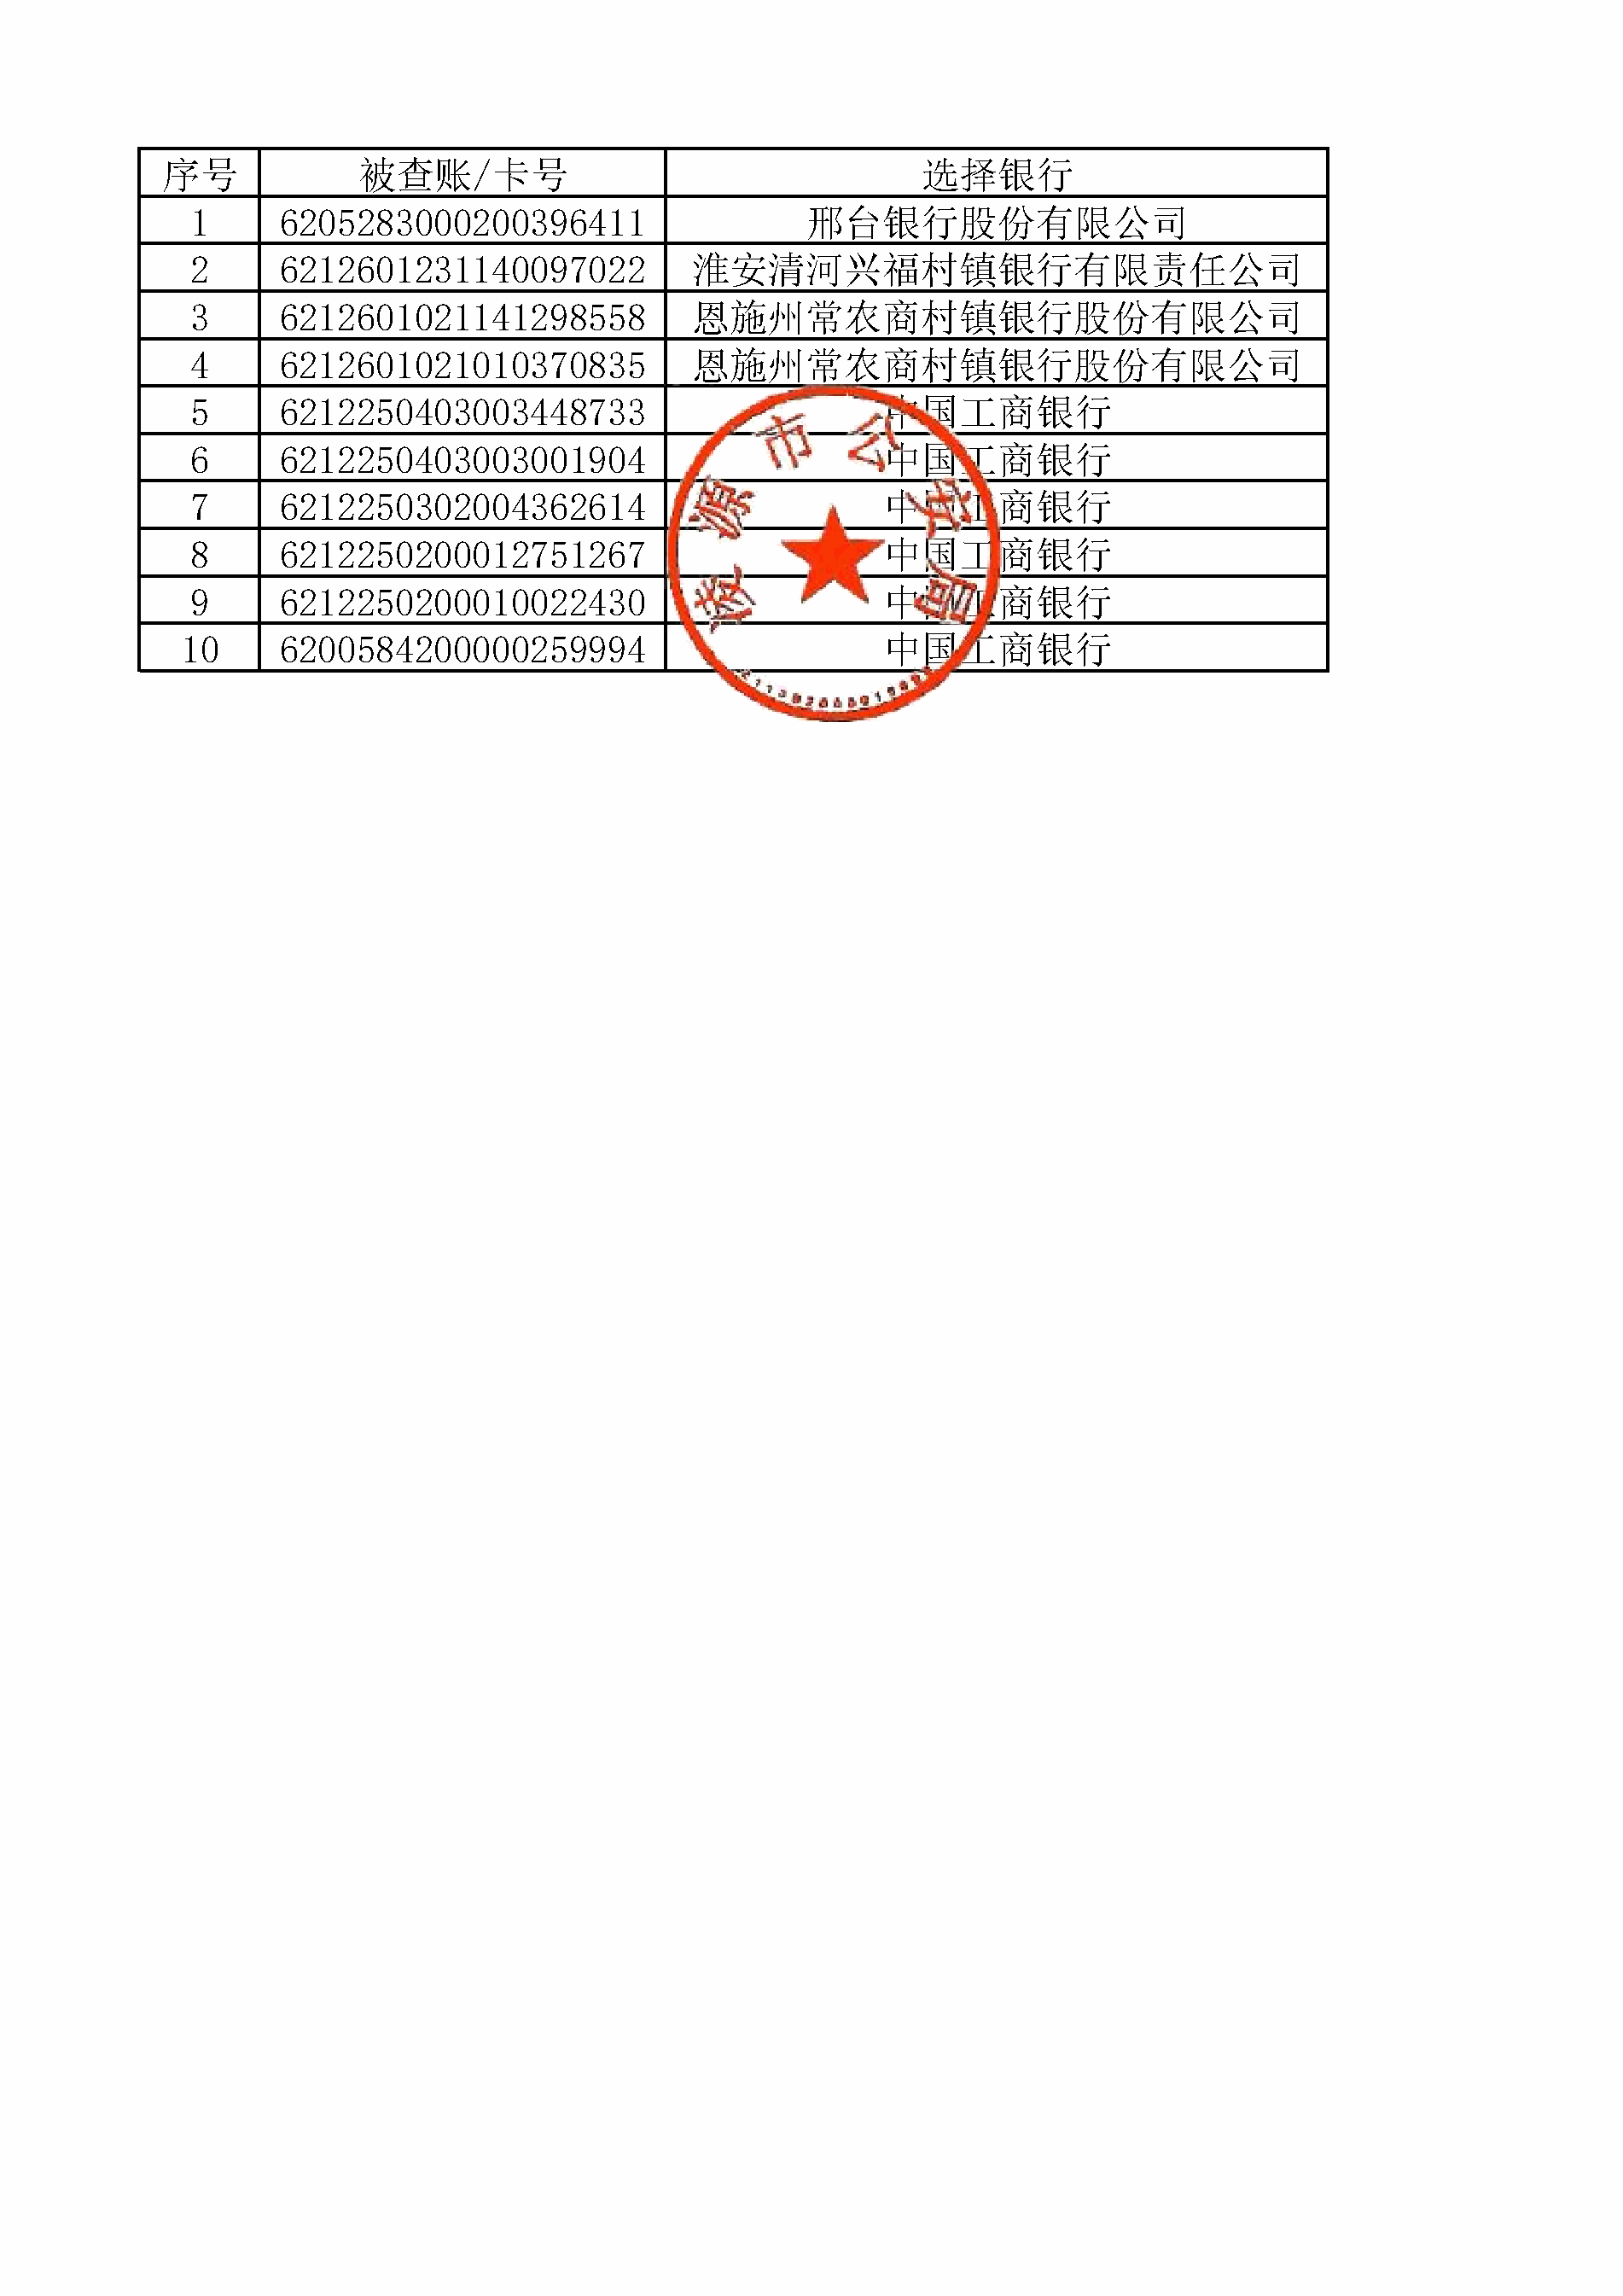 序号 被查账/卡号 选择银行
1 6205283000200396411 邢台银行股份有限公司
2 6212601231140097022 淮安清河兴福村镇银行有限责任公司
3 6212601021141298558 恩施州常农商村镇银行股份有限公司
4 6212601021010370835 恩施州常农商村镇银行股份有限公司
5 6212250403003448733 中国工商银行
6 6212250403003001904 中国工商银行
7 6212250302004362614 中国工商银行
8 6212250200012751267 中国工商银行
9 6212250200010022430 中国工商银行
10 6200584200000259994 中国工商银行
凌源市公安局